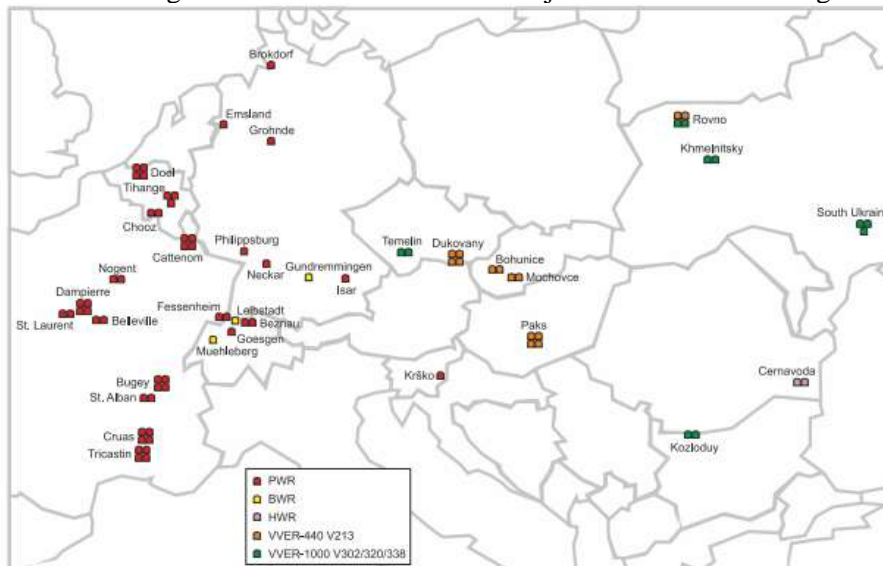 Brokdorf
Emsland
Grohnde
Rovno
Khmelnitsky
Doel
Tihange
Chooz
South Ukrain
Cattenom
Philippsburg
Neckar
Temelin
Dukovany
Bohunice
Mochovce
Gundremmingen
Isar
Nogent
Dampierre
St. Laurent
Belleville
Fessenheim
Leibstadt
Beznau
Goesgen
Muehleberg
Paks
Krško
Cernavoda
Bugey
St. Alban
Cruas
Tricastin
Kozloduy
PWR
BWR
HWR
VVER-440 V213
VVER-1000 V302/320/338